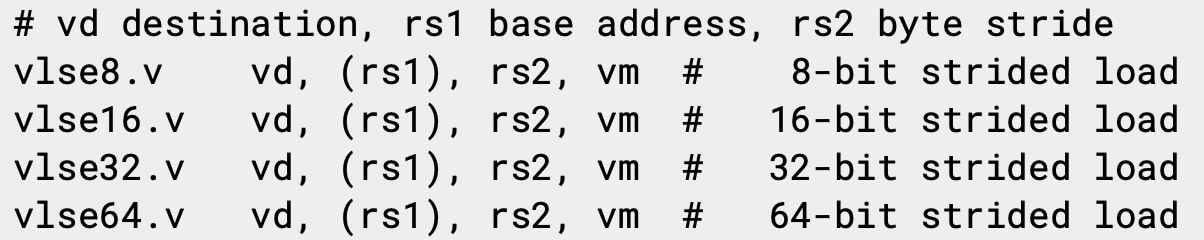 # vd destination, rs1 base address, rs2 byte stride
vlse8.v    vd, (rs1), rs2, vm  #    8-bit strided load
vlse16.v   vd, (rs1), rs2, vm  #   16-bit strided load
vlse32.v   vd, (rs1), rs2, vm  #   32-bit strided load
vlse64.v   vd, (rs1), rs2, vm  #   64-bit strided load